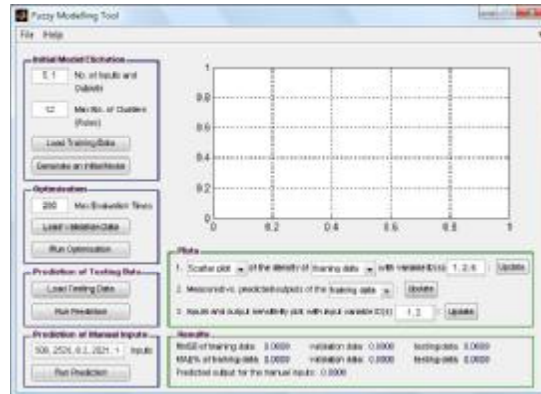 Fuzzy Modelling Tool
File Help
Initial Model Elicitation
5, 1 No. of Inputs and Outputs
12 Max No. of Clusters (Rules)
Load Training Data
Generate an Initial Model
Optimisation
200 Max Evaluation Times
Load Validation Data
Run Optimisation
Prediction of Testing Data
Load Testing Data
Run Prediction
Prediction of Manual Inputs
Inputs
Run Prediction
1
0.8
0.6
0.4
0.2
0
0 0.2 0.4 0.6 0.8 1
Plots
1. Scatter plot of the density of training data with variable ID(s) 1, 2, 6 Update
2. Measured vs. predicted outputs of the training data Update
3. Inputs and output sensitivity plot with input variable ID(s) 1, 2 Update
Results
RMSE of training data: 0.0000 validation data: 0.0000 testing data: 0.0000
MAE% of training data: 0.0000 validation data: 0.0000 testing data: 0.0000
Predicted output for the manual inputs: 0.0000